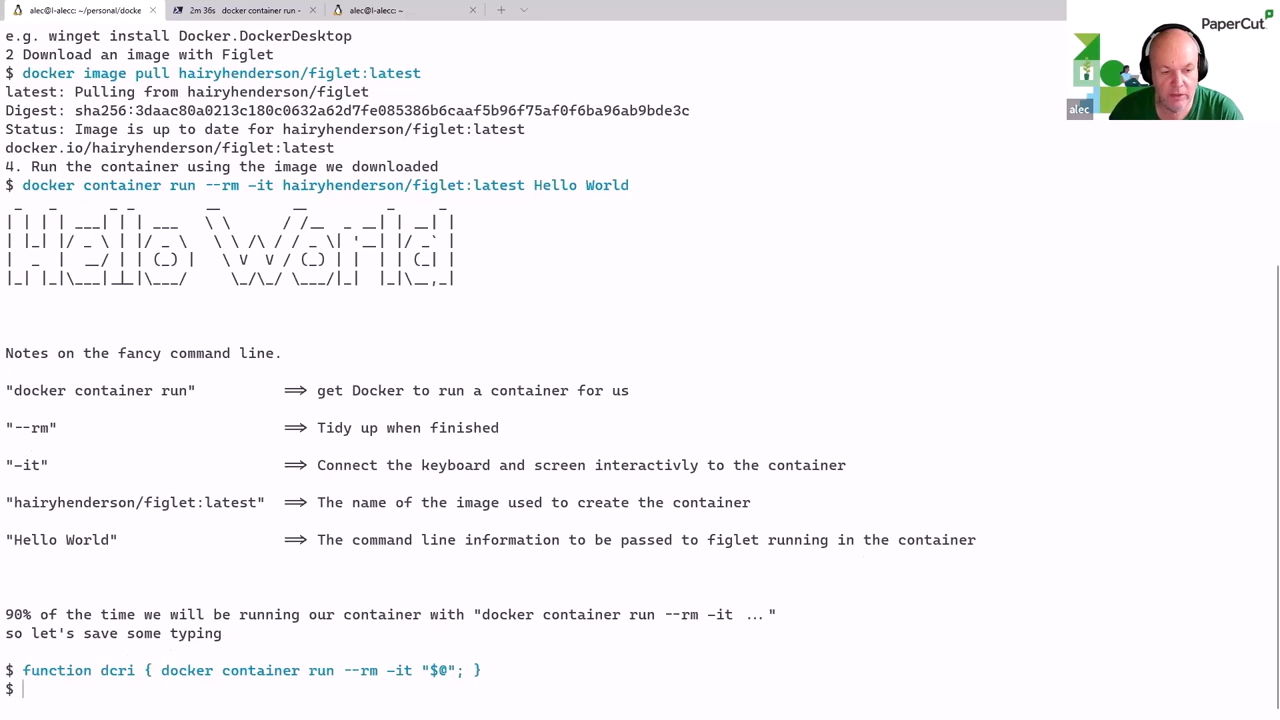 alec@l-alecc: ~/personal/docke
2m 36s docker container run -
alec@l-alecc: ~
PaperCut
alec
e.g. winget install Docker.DockerDesktop
2 Download an image with Figlet
$ docker image pull hairyhenderson/figlet:latest
latest: Pulling from hairyhenderson/figlet
Digest: sha256:3daac80a0213c180c0632a62d7fe085386b6caaf5b96f75af0f6ba96ab9bde3c
Status: Image is up to date for hairyhenderson/figlet:latest
docker.io/hairyhenderson/figlet:latest
4. Run the container using the image we downloaded
$ docker container run --rm -it hairyhenderson/figlet:latest Hello World
Hello World
Notes on the fancy command line.
"docker container run" ⟹ get Docker to run a container for us
"--rm" ⟹ Tidy up when finished
"-it" ⟹ Connect the keyboard and screen interactivly to the container
"hairyhenderson/figlet:latest" ⟹ The name of the image used to create the container
"Hello World" ⟹ The command line information to be passed to figlet running in the container
90% of the time we will be running our container with "docker container run --rm -it ..."
so let's save some typing
$ function dcri { docker container run --rm -it "$@"; }
$